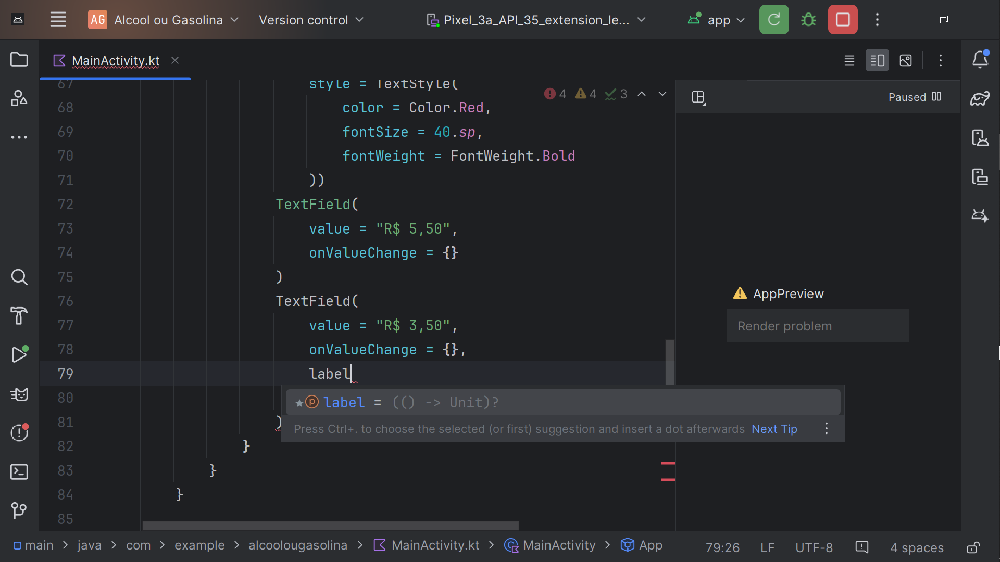 AG Alcool ou Gasolina Version control Pixel_3a_API_35_extension_le... app
MainActivity.kt
67 style = TextStyle(
4 4 3
Paused
68 color = Color.Red,
69 fontSize = 40.sp,
70 fontWeight = FontWeight.Bold
71 ))
72 TextField(
73 value = "R$ 5,50",
74 onValueChange = {}
75 )
76 TextField(
77 value = "R$ 3,50",
78 onValueChange = {},
79 label
80
81 )
82 }
83 }
84 }
85
p label = (() -> Unit)?
Press Ctrl+. to choose the selected (or first) suggestion and insert a dot afterwards Next Tip
AppPreview
Render problem
main > java > com > example > alcoolougasolina > MainActivity.kt > MainActivity > App 79:26 LF UTF-8 4 spaces